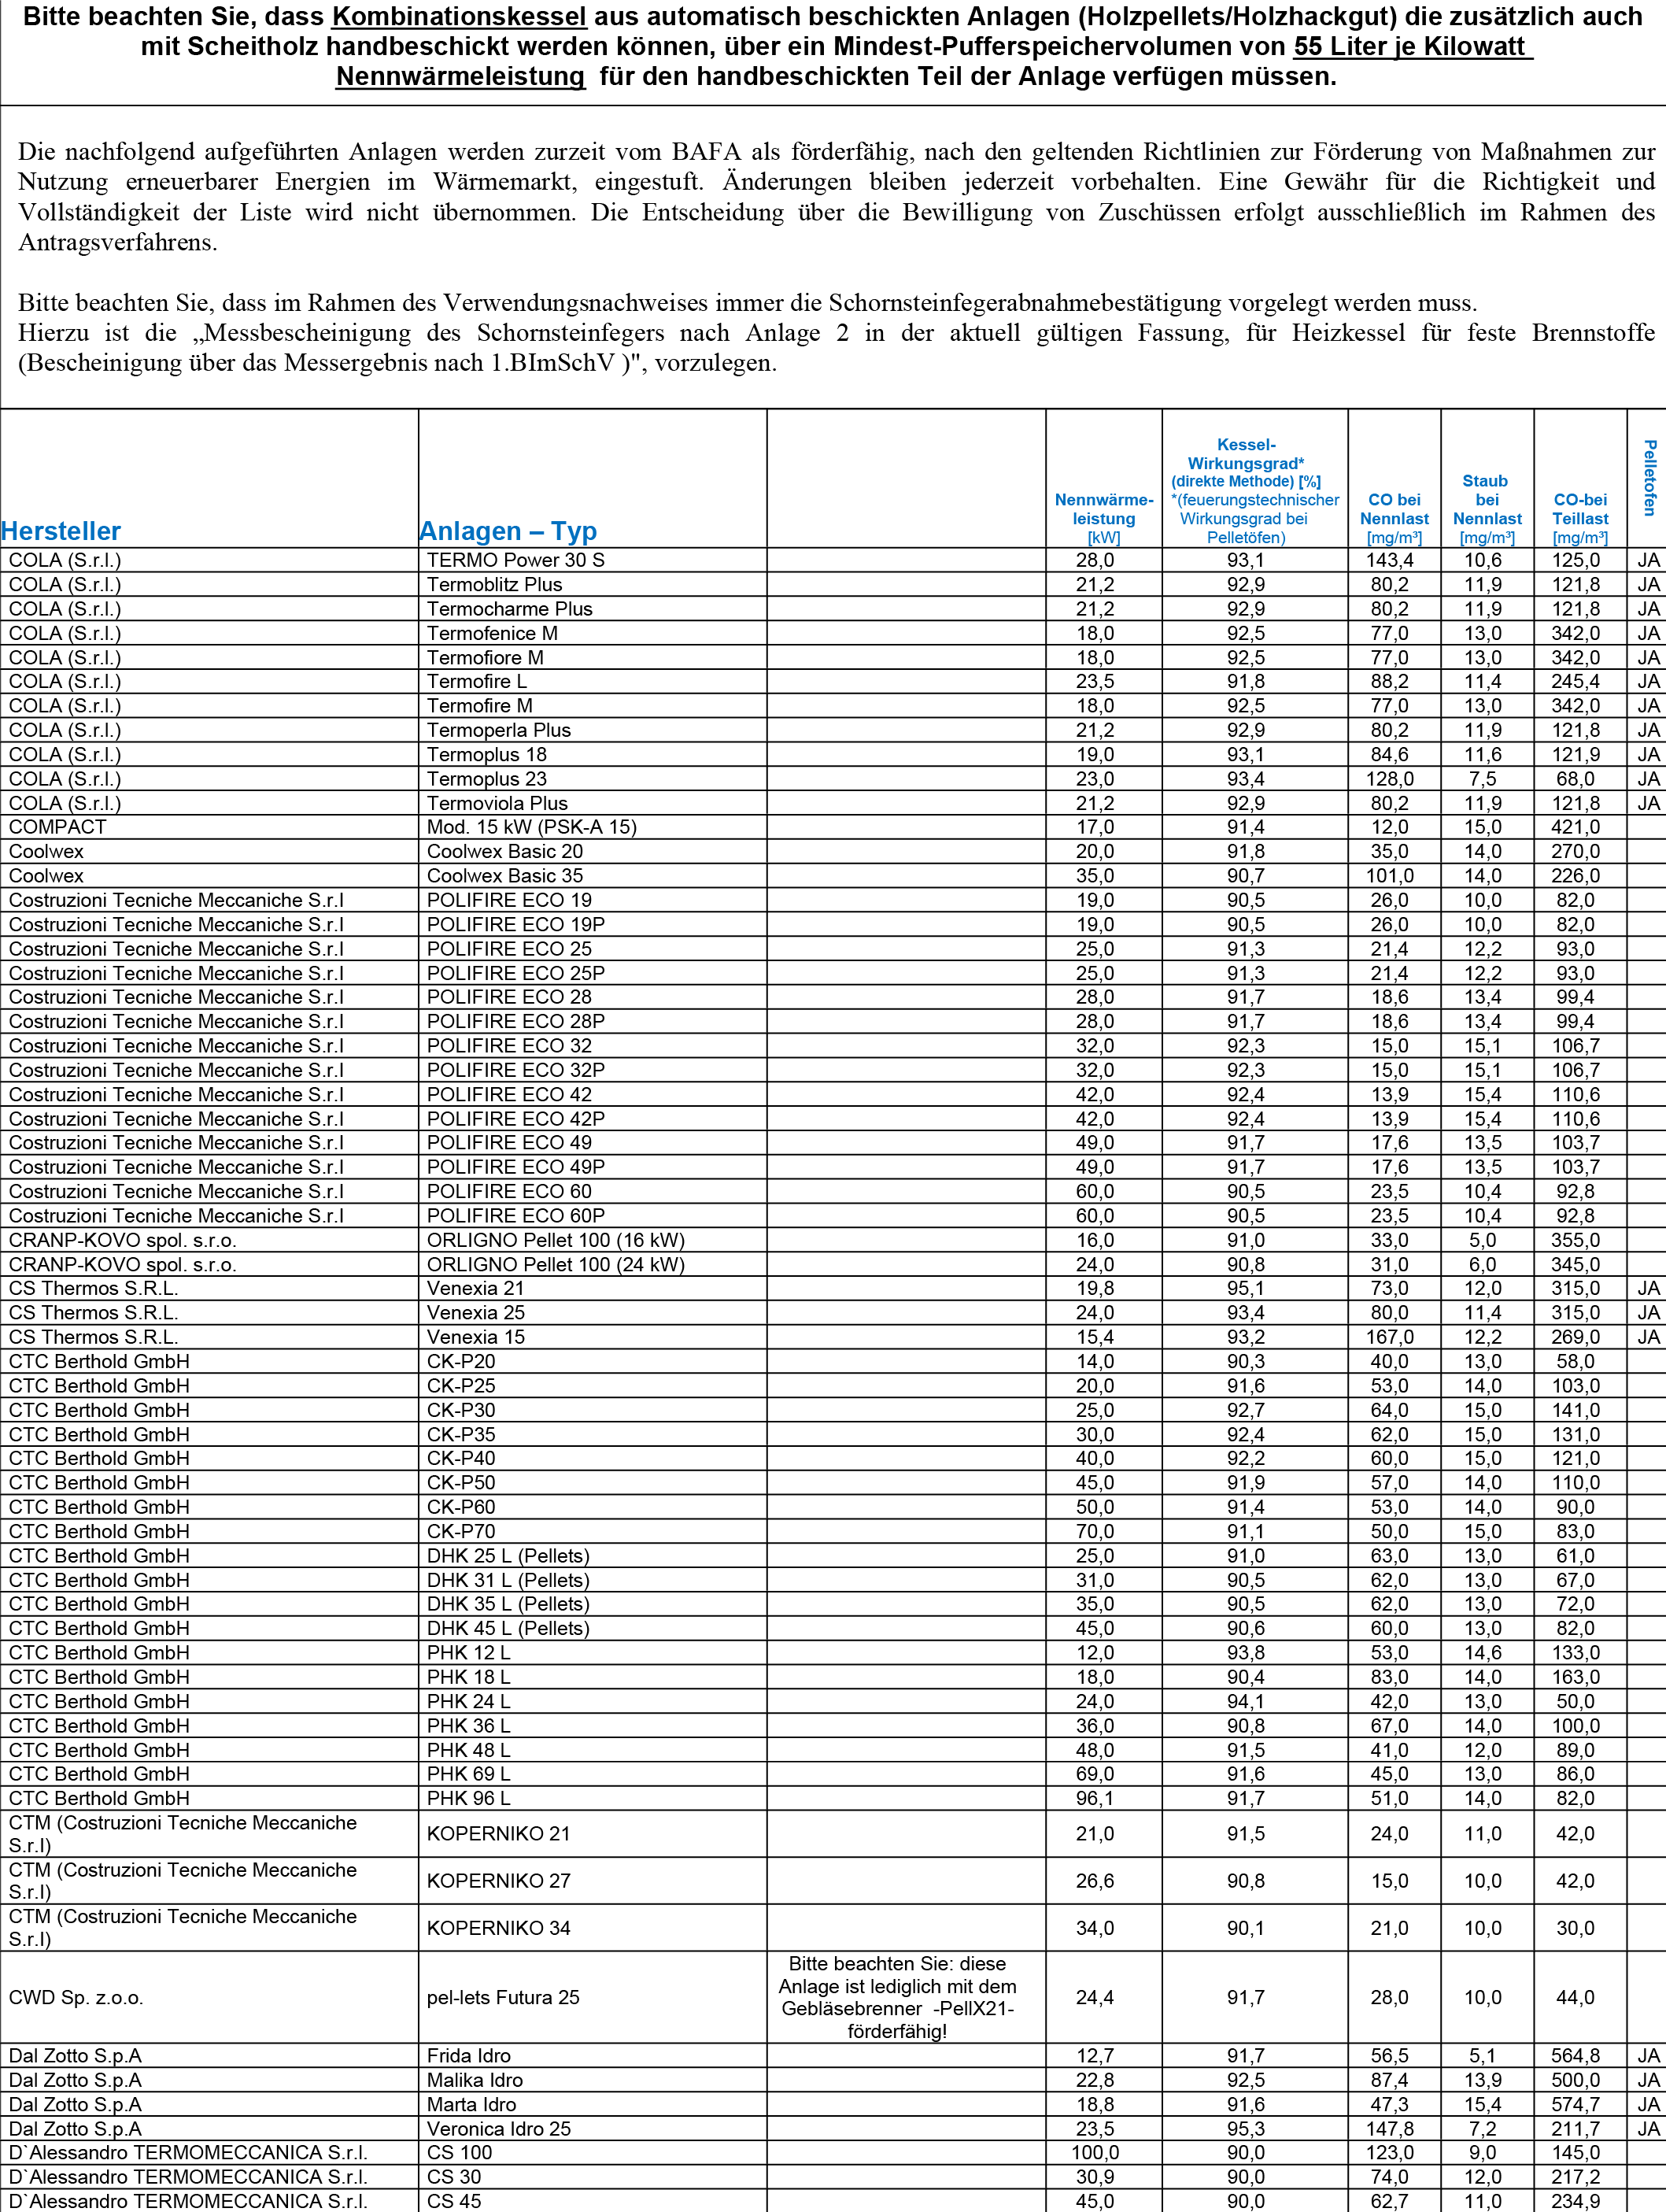 Bitte beachten Sie, dass Kombinationskessel aus automatisch beschickten Anlagen (Holzpellets/Holzhackgut) die zusätzlich auch
mit Scheitholz handbeschickt werden können, über ein Mindest-Pufferspeichervolumen von 55 Liter je Kilowatt
Nennwärmeleistung für den handbeschickten Teil der Anlage verfügen müssen.
Die nachfolgend aufgeführten Anlagen werden zurzeit vom BAFA als förderfähig, nach den geltenden Richtlinien zur Förderung von Maßnahmen zur
Nutzung erneuerbarer Energien im Wärmemarkt, eingestuft. Änderungen bleiben jederzeit vorbehalten. Eine Gewähr für die Richtigkeit und
Vollständigkeit der Liste wird nicht übernommen. Die Entscheidung über die Bewilligung von Zuschüssen erfolgt ausschließlich im Rahmen des
Antragsverfahrens.
Bitte beachten Sie, dass im Rahmen des Verwendungsnachweises immer die Schornsteinfegerabnahmebestätigung vorgelegt werden muss.
Hierzu ist die „Messbescheinigung des Schornsteinfegers nach Anlage 2 in der aktuell gültigen Fassung, für Heizkessel für feste Brennstoffe
(Bescheinigung über das Messergebnis nach 1.BImSchV )", vorzulegen.
Hersteller
Anlagen – Typ
Nennwärme-
leistung
[kW]
Kessel-
Wirkungsgrad*
(direkte Methode) [%]
*(feuerungstechnischer
Wirkungsgrad bei
Pelletöfen)
CO bei
Nennlast
[mg/m³]
Staub
bei
Nennlast
[mg/m³]
CO-bei
Teillast
[mg/m³]
Pelletofen
COLA (S.r.l.) TERMO Power 30 S 28,0 93,1 143,4 10,6 125,0 JA
COLA (S.r.l.) Termoblitz Plus 21,2 92,9 80,2 11,9 121,8 JA
COLA (S.r.l.) Termocharme Plus 21,2 92,9 80,2 11,9 121,8 JA
COLA (S.r.l.) Termofenice M 18,0 92,5 77,0 13,0 342,0 JA
COLA (S.r.l.) Termofiore M 18,0 92,5 77,0 13,0 342,0 JA
COLA (S.r.l.) Termofire L 23,5 91,8 88,2 11,4 245,4 JA
COLA (S.r.l.) Termofire M 18,0 92,5 77,0 13,0 342,0 JA
COLA (S.r.l.) Termoperla Plus 21,2 92,9 80,2 11,9 121,8 JA
COLA (S.r.l.) Termoplus 18 19,0 93,1 84,6 11,6 121,9 JA
COLA (S.r.l.) Termoplus 23 23,0 93,4 128,0 7,5 68,0 JA
COLA (S.r.l.) Termoviola Plus 21,2 92,9 80,2 11,9 121,8 JA
COMPACT Mod. 15 kW (PSK-A 15) 17,0 91,4 12,0 15,0 421,0
Coolwex Coolwex Basic 20 20,0 91,8 35,0 14,0 270,0
Coolwex Coolwex Basic 35 35,0 90,7 101,0 14,0 226,0
Costruzioni Tecniche Meccaniche S.r.l POLIFIRE ECO 19 19,0 90,5 26,0 10,0 82,0
Costruzioni Tecniche Meccaniche S.r.l POLIFIRE ECO 19P 19,0 90,5 26,0 10,0 82,0
Costruzioni Tecniche Meccaniche S.r.l POLIFIRE ECO 25 25,0 91,3 21,4 12,2 93,0
Costruzioni Tecniche Meccaniche S.r.l POLIFIRE ECO 25P 25,0 91,3 21,4 12,2 93,0
Costruzioni Tecniche Meccaniche S.r.l POLIFIRE ECO 28 28,0 91,7 18,6 13,4 99,4
Costruzioni Tecniche Meccaniche S.r.l POLIFIRE ECO 28P 28,0 91,7 18,6 13,4 99,4
Costruzioni Tecniche Meccaniche S.r.l POLIFIRE ECO 32 32,0 92,3 15,0 15,1 106,7
Costruzioni Tecniche Meccaniche S.r.l POLIFIRE ECO 32P 32,0 92,3 15,0 15,1 106,7
Costruzioni Tecniche Meccaniche S.r.l POLIFIRE ECO 42 42,0 92,4 13,9 15,4 110,6
Costruzioni Tecniche Meccaniche S.r.l POLIFIRE ECO 42P 42,0 92,4 13,9 15,4 110,6
Costruzioni Tecniche Meccaniche S.r.l POLIFIRE ECO 49 49,0 91,7 17,6 13,5 103,7
Costruzioni Tecniche Meccaniche S.r.l POLIFIRE ECO 49P 49,0 91,7 17,6 13,5 103,7
Costruzioni Tecniche Meccaniche S.r.l POLIFIRE ECO 60 60,0 90,5 23,5 10,4 92,8
Costruzioni Tecniche Meccaniche S.r.l POLIFIRE ECO 60P 60,0 90,5 23,5 10,4 92,8
CRANP-KOVO spol. s.r.o. ORLIGNO Pellet 100 (16 kW) 16,0 91,0 33,0 5,0 355,0
CRANP-KOVO spol. s.r.o. ORLIGNO Pellet 100 (24 kW) 24,0 90,8 31,0 6,0 345,0
CS Thermos S.R.L. Venexia 21 19,8 95,1 73,0 12,0 315,0 JA
CS Thermos S.R.L. Venexia 25 24,0 93,4 80,0 11,4 315,0 JA
CS Thermos S.R.L. Venexia 15 15,4 93,2 167,0 12,2 269,0 JA
CTC Berthold GmbH CK-P20 14,0 90,3 40,0 13,0 58,0
CTC Berthold GmbH CK-P25 20,0 91,6 53,0 14,0 103,0
CTC Berthold GmbH CK-P30 25,0 92,7 64,0 15,0 141,0
CTC Berthold GmbH CK-P35 30,0 92,4 62,0 15,0 131,0
CTC Berthold GmbH CK-P40 40,0 92,2 60,0 15,0 121,0
CTC Berthold GmbH CK-P50 45,0 91,9 57,0 14,0 110,0
CTC Berthold GmbH CK-P60 50,0 91,4 53,0 14,0 90,0
CTC Berthold GmbH CK-P70 70,0 91,1 50,0 15,0 83,0
CTC Berthold GmbH DHK 25 L (Pellets) 25,0 91,0 63,0 13,0 61,0
CTC Berthold GmbH DHK 31 L (Pellets) 31,0 90,5 62,0 13,0 67,0
CTC Berthold GmbH DHK 35 L (Pellets) 35,0 90,5 62,0 13,0 72,0
CTC Berthold GmbH DHK 45 L (Pellets) 45,0 90,6 60,0 13,0 82,0
CTC Berthold GmbH PHK 12 L 12,0 93,8 53,0 14,6 133,0
CTC Berthold GmbH PHK 18 L 18,0 90,4 83,0 14,0 163,0
CTC Berthold GmbH PHK 24 L 24,0 94,1 42,0 13,0 50,0
CTC Berthold GmbH PHK 36 L 36,0 90,8 67,0 14,0 100,0
CTC Berthold GmbH PHK 48 L 48,0 91,5 41,0 12,0 89,0
CTC Berthold GmbH PHK 69 L 69,0 91,6 45,0 13,0 86,0
CTC Berthold GmbH PHK 96 L 96,1 91,7 51,0 14,0 82,0
CTM (Costruzioni Tecniche Meccaniche
S.r.l) KOPERNIKO 21 21,0 91,5 24,0 11,0 42,0
CTM (Costruzioni Tecniche Meccaniche
S.r.l) KOPERNIKO 27 26,6 90,8 15,0 10,0 42,0
CTM (Costruzioni Tecniche Meccaniche
S.r.l) KOPERNIKO 34 34,0 90,1 21,0 10,0 30,0
CWD Sp. z.o.o. pel-lets Futura 25
Bitte beachten Sie: diese
Anlage ist lediglich mit dem
Gebläsebrenner -PellX21-
förderfähig!
24,4 91,7 28,0 10,0 44,0
Dal Zotto S.p.A Frida Idro 12,7 91,7 56,5 5,1 564,8 JA
Dal Zotto S.p.A Malika Idro 22,8 92,5 87,4 13,9 500,0 JA
Dal Zotto S.p.A Marta Idro 18,8 91,6 47,3 15,4 574,7 JA
Dal Zotto S.p.A Veronica Idro 25 23,5 95,3 147,8 7,2 211,7 JA
D`Alessandro TERMOMECCANICA S.r.l. CS 100 100,0 90,0 123,0 9,0 145,0
D`Alessandro TERMOMECCANICA S.r.l. CS 30 30,9 90,0 74,0 12,0 217,2
D`Alessandro TERMOMECCANICA S.r.l. CS 45 45,0 90,0 62,7 11,0 234,9